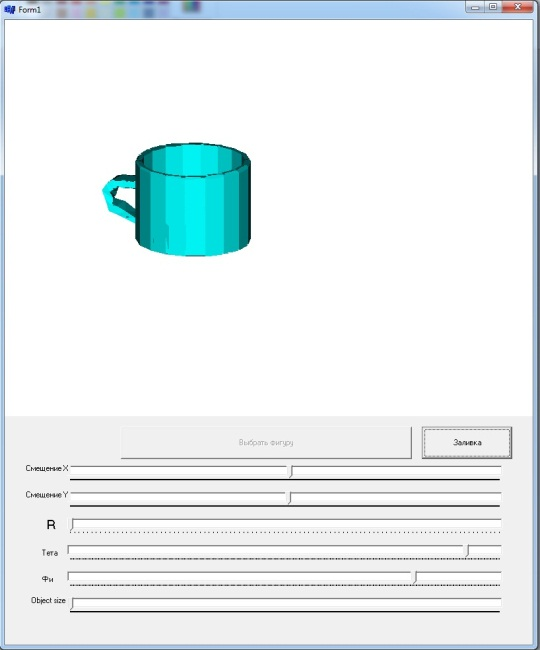 Form1
Выбрать фигуру
Заливка
Смещение X
Смещение Y
R
Тета
Фи
Object size